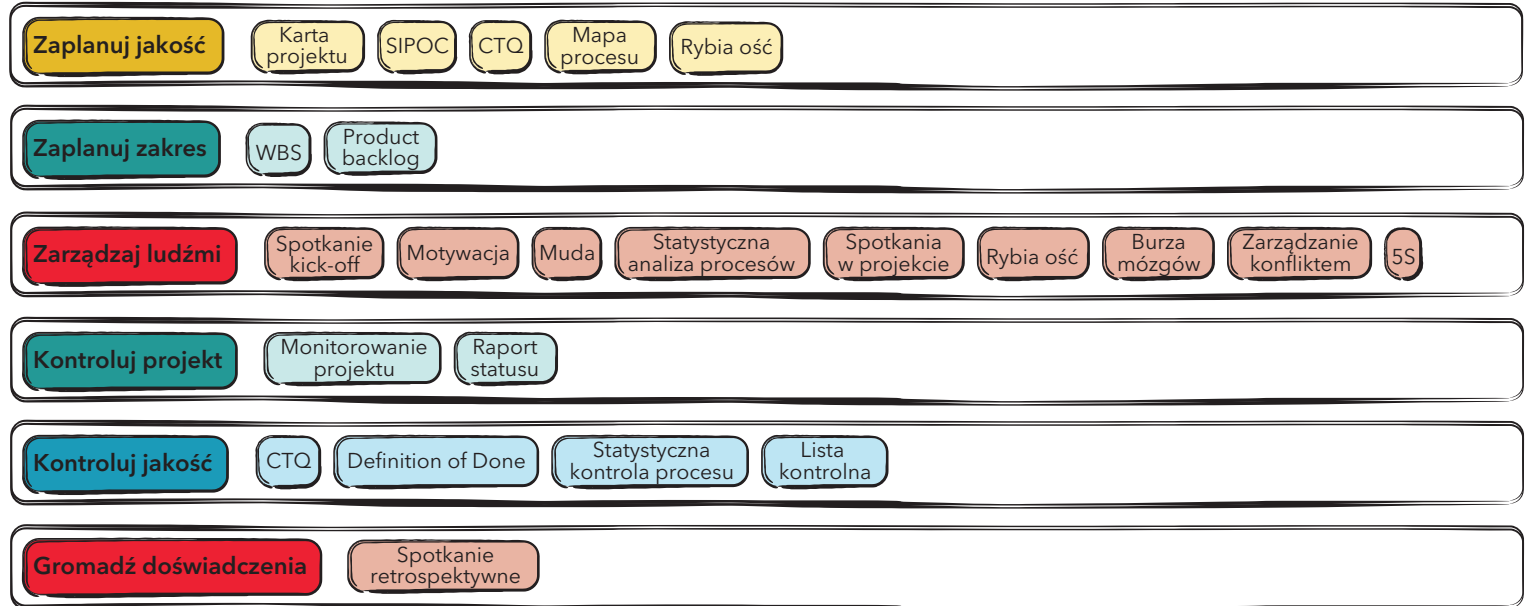 Zaplanuj jakość
Karta
projektu
SIPOC
CTQ
Mapa
procesu
Rybia ość
Zaplanuj zakres
WBS
Product
backlog
Zarządzaj ludźmi
Spotkanie
kick-off
Motywacja
Muda
Statystyczna
analiza procesów
Spotkania
w projekcie
Rybia ość
Burza
mózgów
Zarządzanie
konfliktem
5S
Kontroluj projekt
Monitorowanie
projektu
Raport
statusu
Kontroluj jakość
CTQ
Definition of Done
Statystyczna
kontrola procesu
Lista
kontrolna
Gromadź doświadczenia
Spotkanie
retrospektywne